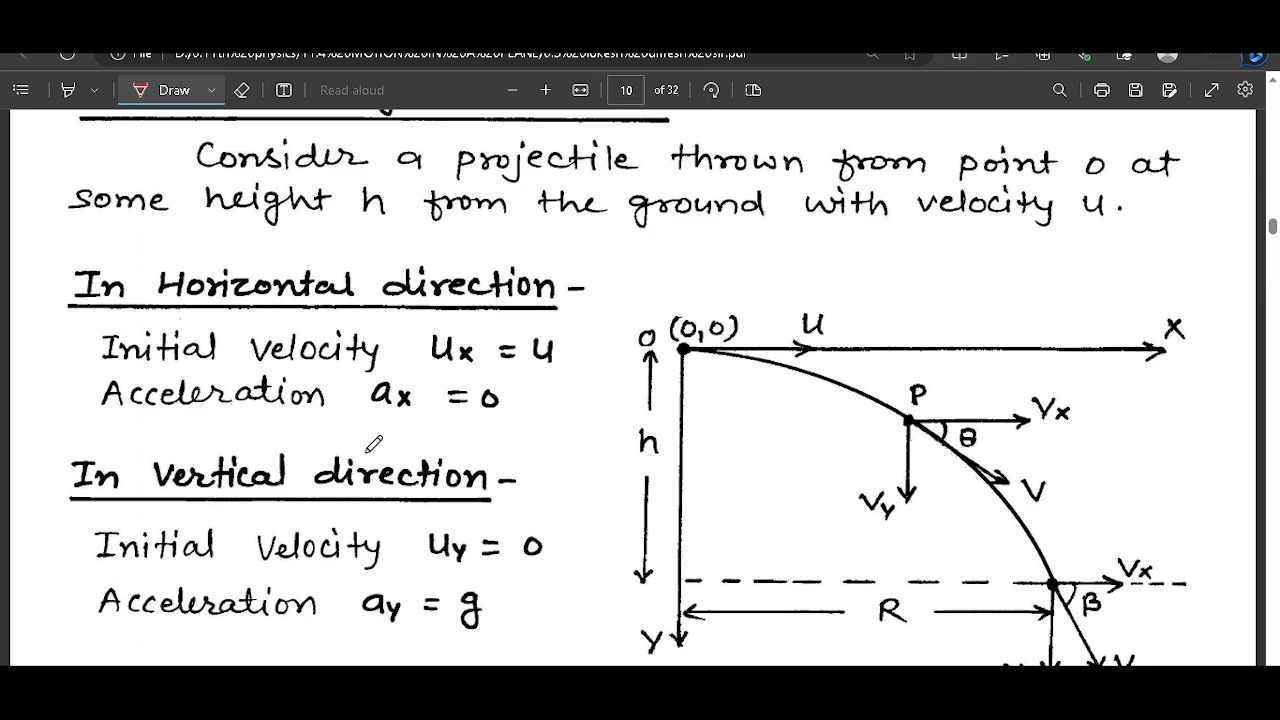 File
Draw
Read aloud
10 of 32
Consider a projectile thrown from point o at
some height h from the ground with velocity u.
In Horizontal direction -
Initial velocity ux = u
Acceleration ax = 0
In Vertical direction -
Initial velocity uy = 0
Acceleration ay = g
O (0,0) U X
P Vx
θ
h
Vy V
Vx
β
R
Y